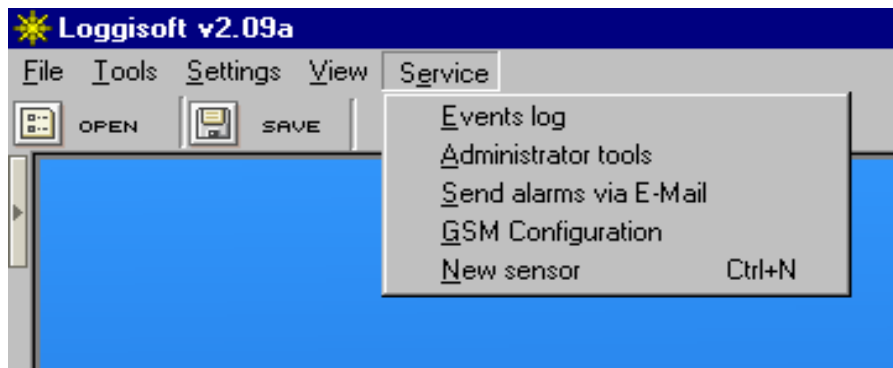 Loggisoft v2.09a
File Tools Settings View Service
OPEN SAVE
Events log
Administrator tools
Send alarms via E-Mail
GSM Configuration
New sensor Ctrl+N